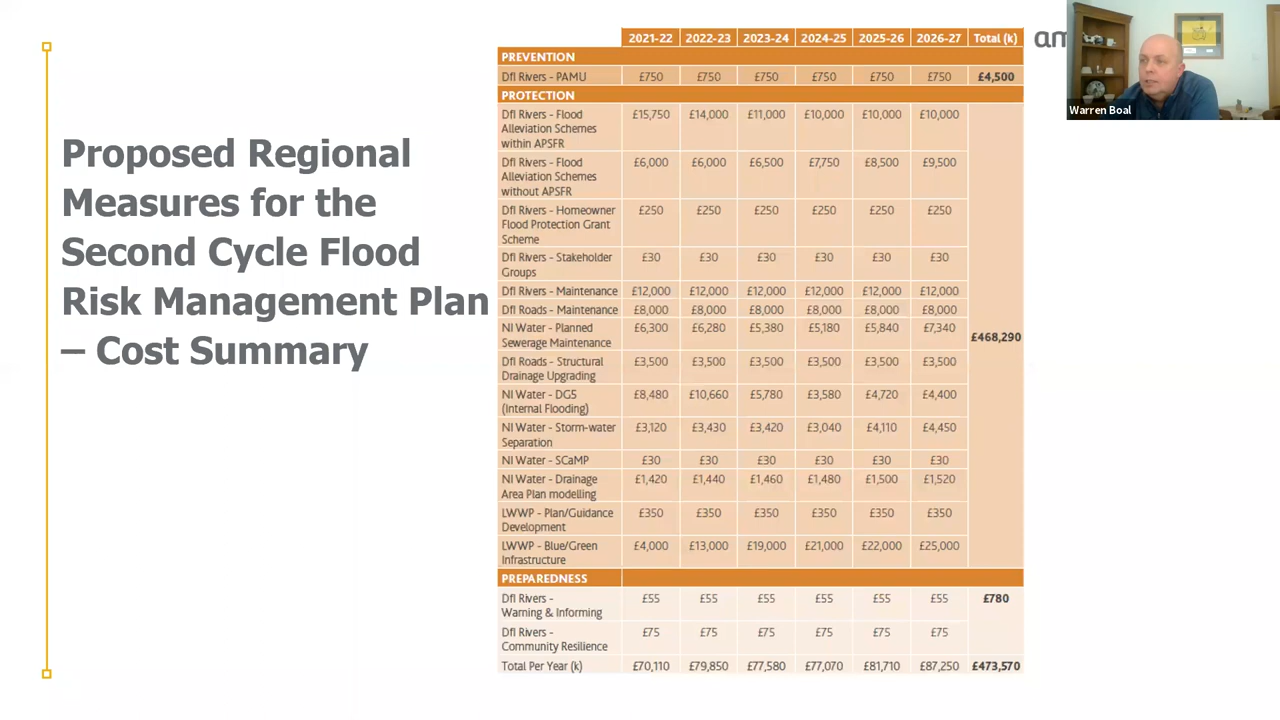 Proposed Regional
Measures for the
Second Cycle Flood
Risk Management Plan
– Cost Summary
2021-22 2022-23 2023-24 2024-25 2025-26 2026-27 Total (k)
PREVENTION
DfI Rivers - PAMU £750 £750 £750 £750 £750 £750 £4,500
PROTECTION
DfI Rivers - Flood £15,750 £14,000 £11,000 £10,000 £10,000 £10,000
Alleviation Schemes
within APSFR
DfI Rivers - Flood £6,000 £6,000 £6,500 £7,750 £8,500 £9,500
Alleviation Schemes
without APSFR
DfI Rivers - Homeowner £250 £250 £250 £250 £250 £250
Flood Protection Grant
Scheme
DfI Rivers - Stakeholder £30 £30 £30 £30 £30 £30
Groups
DfI Rivers - Maintenance £12,000 £12,000 £12,000 £12,000 £12,000 £12,000
DfI Roads - Maintenance £8,000 £8,000 £8,000 £8,000 £8,000 £8,000
NI Water - Planned £6,300 £6,280 £5,380 £5,180 £5,840 £7,340
Sewerage Maintenance
£468,290
DfI Roads - Structural £3,500 £3,500 £3,500 £3,500 £3,500 £3,500
Drainage Upgrading
NI Water - DG5 £8,480 £10,660 £5,780 £3,580 £4,720 £4,400
(Internal Flooding)
NI Water - Storm-water £3,120 £3,430 £3,420 £3,040 £4,110 £4,450
Separation
NI Water - SCaMP £30 £30 £30 £30 £30 £30
NI Water - Drainage £1,420 £1,440 £1,460 £1,480 £1,500 £1,520
Area Plan modelling
LWWP - Plan/Guidance £350 £350 £350 £350 £350 £350
Development
LWWP - Blue/Green £4,000 £13,000 £19,000 £21,000 £22,000 £25,000
Infrastructure
PREPAREDNESS
DfI Rivers - £55 £55 £55 £55 £55 £55 £780
Warning & Informing
DfI Rivers - £75 £75 £75 £75 £75 £75
Community Resilience
Total Per Year (k) £70,110 £79,850 £77,580 £77,070 £81,710 £87,250 £473,570
am
Warren Boal